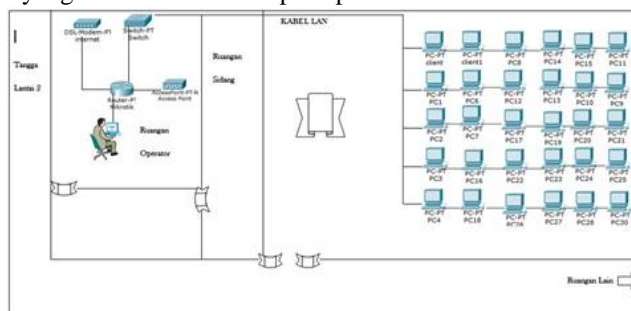 DSL-Modem-PT
internet
Switch-PT
Switch
KABEL LAN
Tangga
Lantai 2
Ruangan
Sidang
Router-PT
Mikrotik
AccessPoint-PT-N
Access Point
Ruangan
Operator
PC-PT
client
PC-PT
client1
PC-PT
PC8
PC-PT
PC14
PC-PT
PC15
PC-PT
PC11
PC-PT
PC1
PC-PT
PC6
PC-PT
PC12
PC-PT
PC13
PC-PT
PC10
PC-PT
PC9
PC-PT
PC2
PC-PT
PC7
PC-PT
PC17
PC-PT
PC19
PC-PT
PC20
PC-PT
PC21
PC-PT
PC3
PC-PT
PC16
PC-PT
PC22
PC-PT
PC23
PC-PT
PC24
PC-PT
PC25
PC-PT
PC4
PC-PT
PC18
PC-PT
PC26
PC-PT
PC27
PC-PT
PC28
PC-PT
PC30
Ruangan Lain